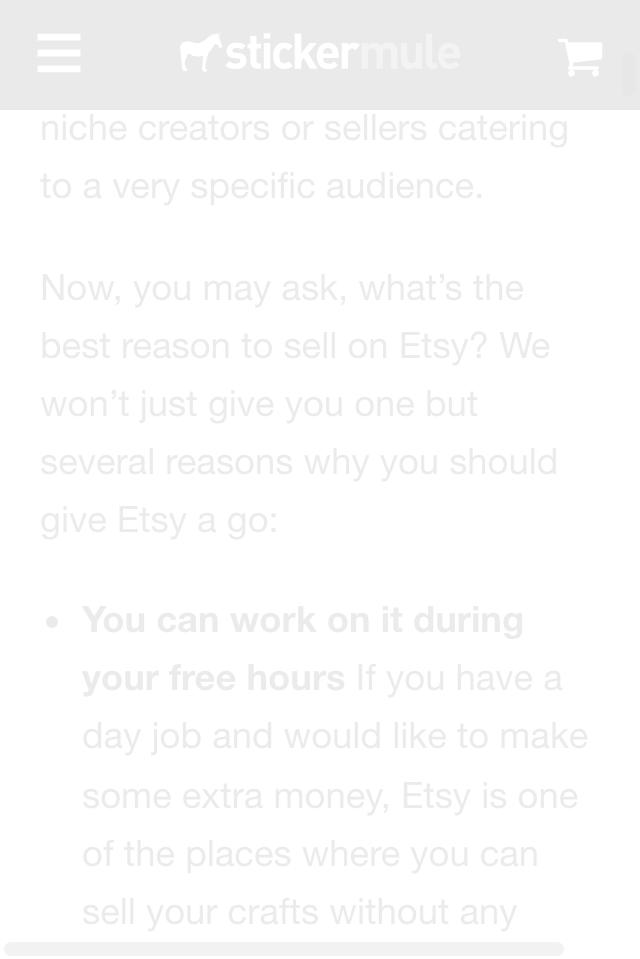 stickermule
niche creators or sellers catering
to a very specific audience.
Now, you may ask, what’s the
best reason to sell on Etsy? We
won’t just give you one but
several reasons why you should
give Etsy a go:
• You can work on it during
your free hours If you have a
day job and would like to make
some extra money, Etsy is one
of the places where you can
sell your crafts without any